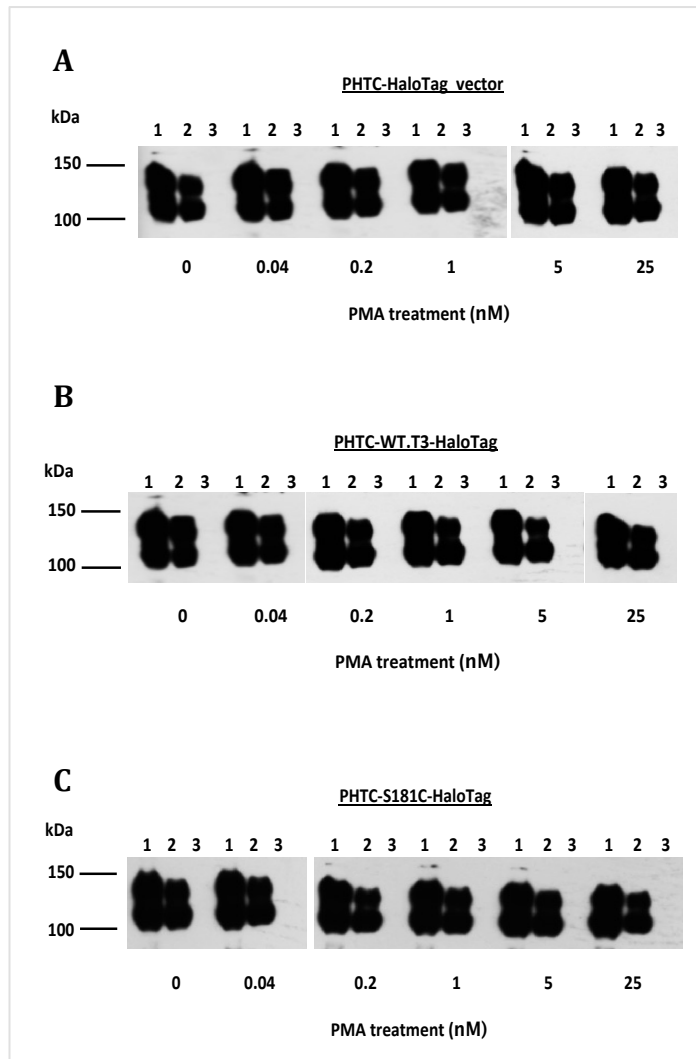 A
PHTC-HaloTag vector
kDa
1 2 3 1 2 3 1 2 3 1 2 3 1 2 3 1 2 3
150
100
0 0.04 0.2 1 5 25
PMA treatment (nM)
B
PHTC-WT.T3-HaloTag
kDa
1 2 3 1 2 3 1 2 3 1 2 3 1 2 3 1 2 3
150
100
0 0.04 0.2 1 5 25
PMA treatment (nM)
C
PHTC-S181C-HaloTag
kDa
1 2 3 1 2 3 1 2 3 1 2 3 1 2 3 1 2 3
150
100
0 0.04 0.2 1 5 25
PMA treatment (nM)